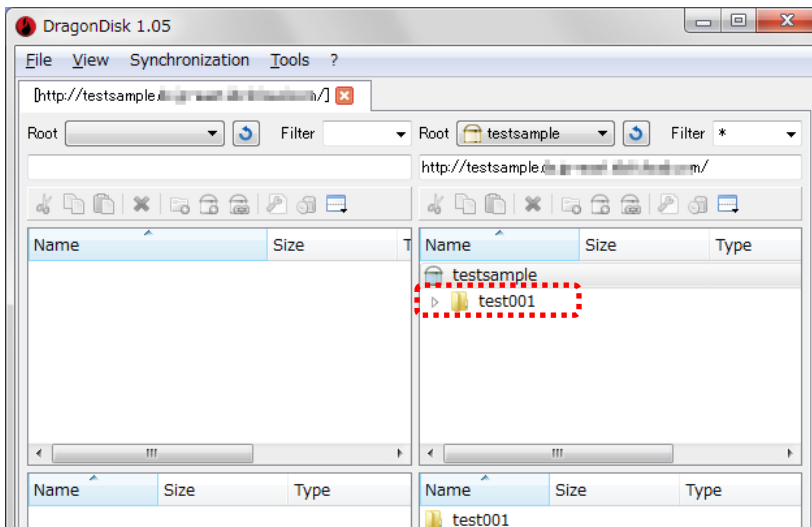 DragonDisk 1.05
File View Synchronization Tools ?
[http://testsample. /]
Root Filter Root testsample Filter *
http://testsample. m/
Name Size T Name Size Type
testsample
test001
Name Size Type Name Size Type
test001